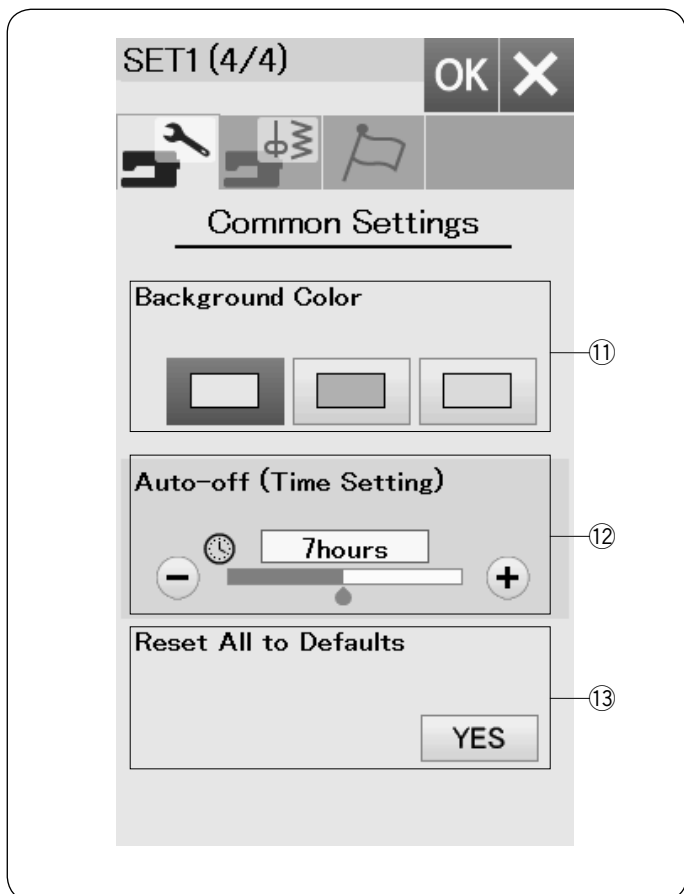 SET1 (4/4)
OK
Common Settings
Background Color
⑪
Auto-off (Time Setting)
7hours
⑫
Reset All to Defaults
YES
⑬